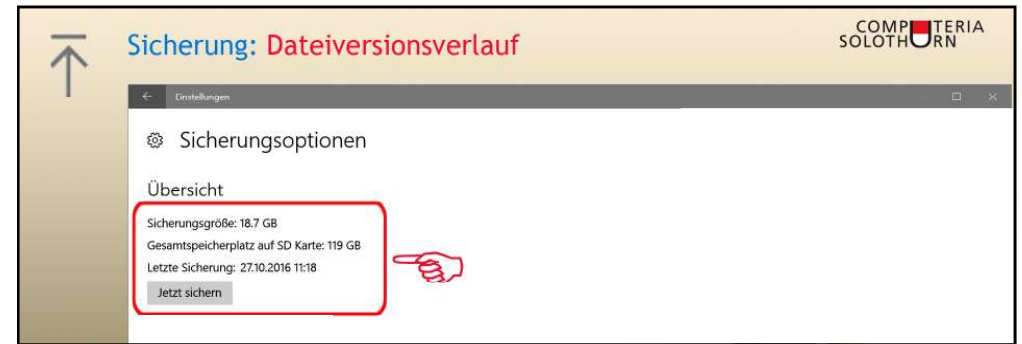 Sicherung: Dateiversionsverlauf
COMPUTERIA
SOLOTHURN
Einstellungen
Sicherungsoptionen
Übersicht
Sicherungsgröße: 18.7 GB
Gesamtspeicherplatz auf SD Karte: 119 GB
Letzte Sicherung: 27.10.2016 11:18
Jetzt sichern